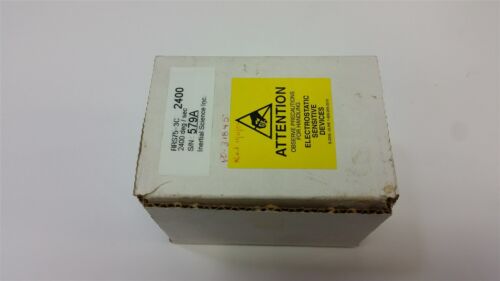 RRS75-3C 2400
2400 deg / sec
S/N: 579A
Inertial Science Inc.
ATTENTION
OBSERVE PRECAUTIONS
FOR HANDLING
ELECTROSTATIC
SENSITIVE
DEVICES